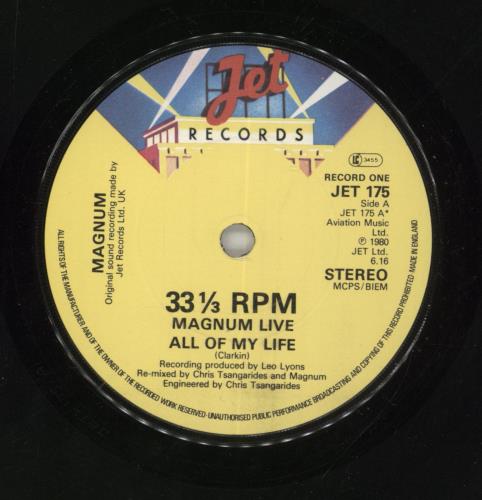 Jet
RECORDS
LC 3455
RECORD ONE
JET 175
Side A
JET 175 A*
Aviation Music
Ltd.
℗ 1980
JET Ltd.
6.16
STEREO
MCPS/BIEM
MAGNUM
Original sound recording made by
Jet Records Ltd., UK
33 1/3 RPM
MAGNUM LIVE
ALL OF MY LIFE
(Clarkin)
Recording produced by Leo Lyons
Re-mixed by Chris Tsangarides and Magnum
Engineered by Chris Tsangarides
ALL RIGHTS OF THE MANUFACTURER AND OF THE OWNER OF THE RECORDED WORK RESERVED-UNAUTHORISED PUBLIC PERFORMANCE BROADCASTING AND COPYING OF THIS RECORD PROHIBITED MADE IN ENGLAND